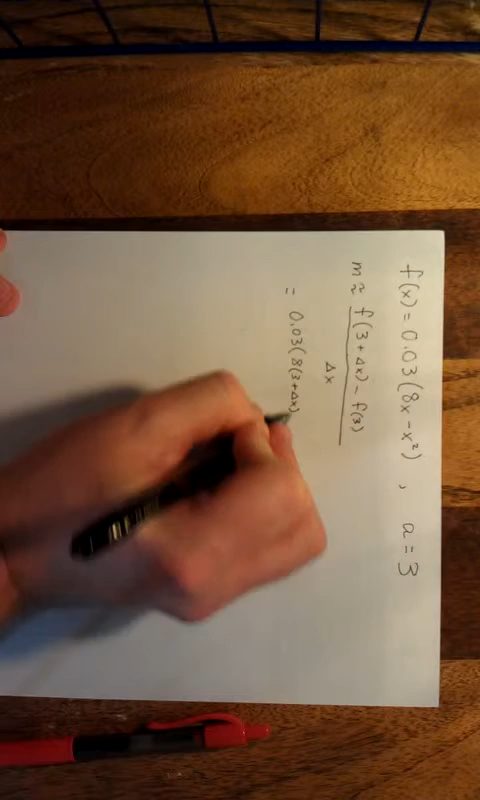 f(x) = 0.03(8x-x²) , a = 3
m ≈ f(3+Δx) - f(3)
Δx
= 0.03(8(3+Δx)